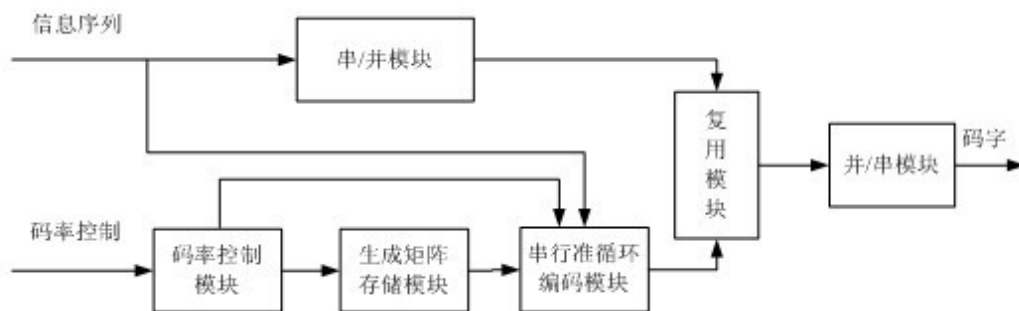 信息序列
串/并模块
复
用
模
块
并/串模块
码字
码率控制
码率控制
模块
生成矩阵
存储模块
串行准循环
编码模块